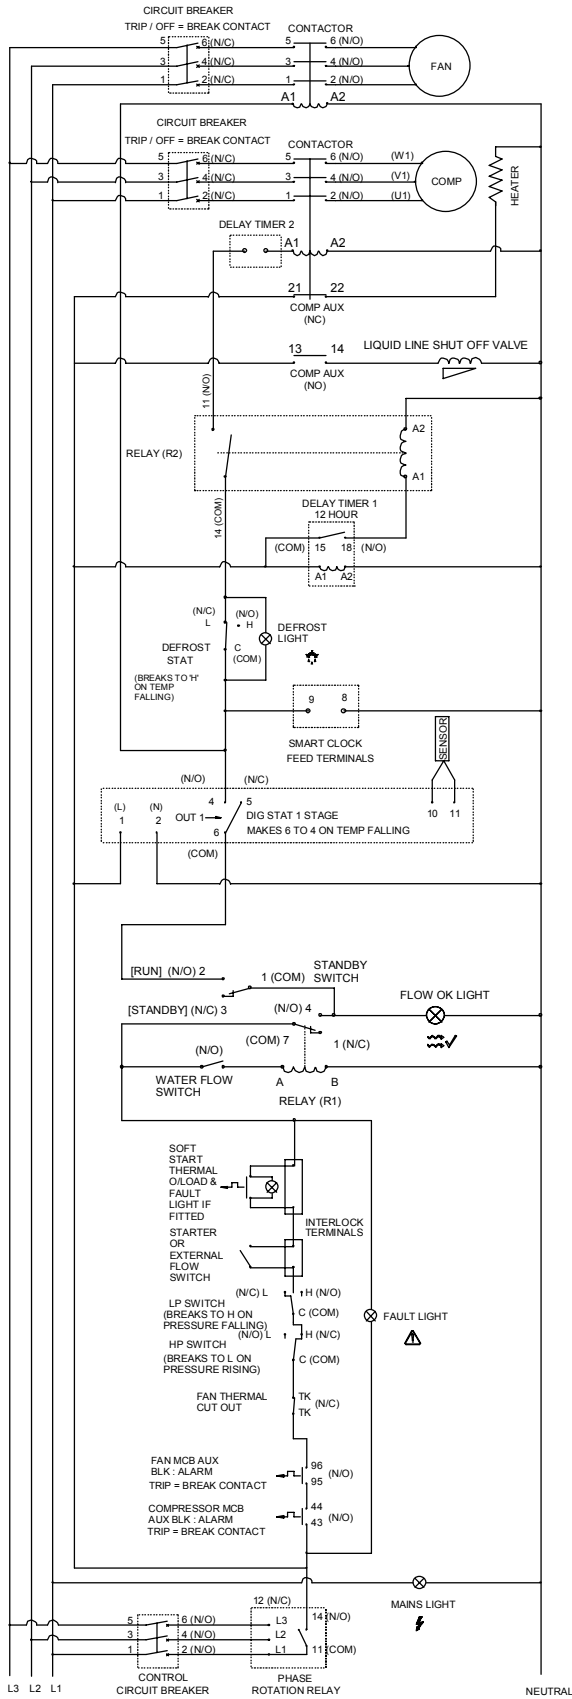 CIRCUIT BREAKER
TRIP / OFF = BREAK CONTACT
CONTACTOR
5 6 (N/C) 5 6 (N/O)
3 4 (N/C) 3 4 (N/O)
FAN
1 2 (N/C) 1 2 (N/O)
A1 A2
CIRCUIT BREAKER
TRIP / OFF = BREAK CONTACT
CONTACTOR
5 6 (N/C) 5 6 (N/O) (W1)
3 4 (N/C) 3 4 (N/O) (V1)
COMP
1 2 (N/C) 1 2 (N/O) (U1)
HEATER
DELAY TIMER 2
A1 A2
21 22
COMP AUX
(NC)
13 14
LIQUID LINE SHUT OFF VALVE
COMP AUX
(NO)
11 (N/O)
RELAY (R2)
A2
A1
14 (COM)
DELAY TIMER 1
12 HOUR
(COM) 15 18 (N/O)
A1 A2
(N/C)
L
(N/O)
H
DEFROST
LIGHT
DEFROST
STAT
C
(COM)
(BREAKS TO 'H'
ON TEMP
FALLING)
9 8
SMART CLOCK
FEED TERMINALS
SENSOR
(N/O) (N/C)
(L)
1
(N)
2
OUT 1
4 5
6
DIG STAT 1 STAGE
MAKES 6 TO 4 ON TEMP FALLING
10 11
(COM)
[RUN] (N/O) 2
1 (COM)
STANDBY
SWITCH
[STANDBY] (N/C) 3
(N/O) 4
FLOW OK LIGHT
(COM) 7
1 (N/C)
(N/O)
WATER FLOW
SWITCH
A B
RELAY (R1)
SOFT
START
THERMAL
O/LOAD &
FAULT
LIGHT IF
FITTED
INTERLOCK
TERMINALS
STARTER
OR
EXTERNAL
FLOW
SWITCH
(N/C) L H (N/O)
LP SWITCH
(BREAKS TO H ON
PRESSURE FALLING)
C (COM)
(N/O) L H (N/C)
HP SWITCH
(BREAKS TO L ON
PRESSURE RISING)
C (COM)
FAULT LIGHT
FAN THERMAL
CUT OUT
TK
TK
(N/C)
FAN MCB AUX
BLK : ALARM
TRIP = BREAK CONTACT
96
95
(N/O)
COMPRESSOR MCB
AUX BLK : ALARM
TRIP = BREAK CONTACT
44
43
(N/O)
MAINS LIGHT
12 (N/C)
5 6 (N/O) L3 14 (N/O)
3 4 (N/O) L2
1 2 (N/O) L1 11 (COM)
CONTROL
CIRCUIT BREAKER
PHASE
ROTATION RELAY
L3 L2 L1
NEUTRAL